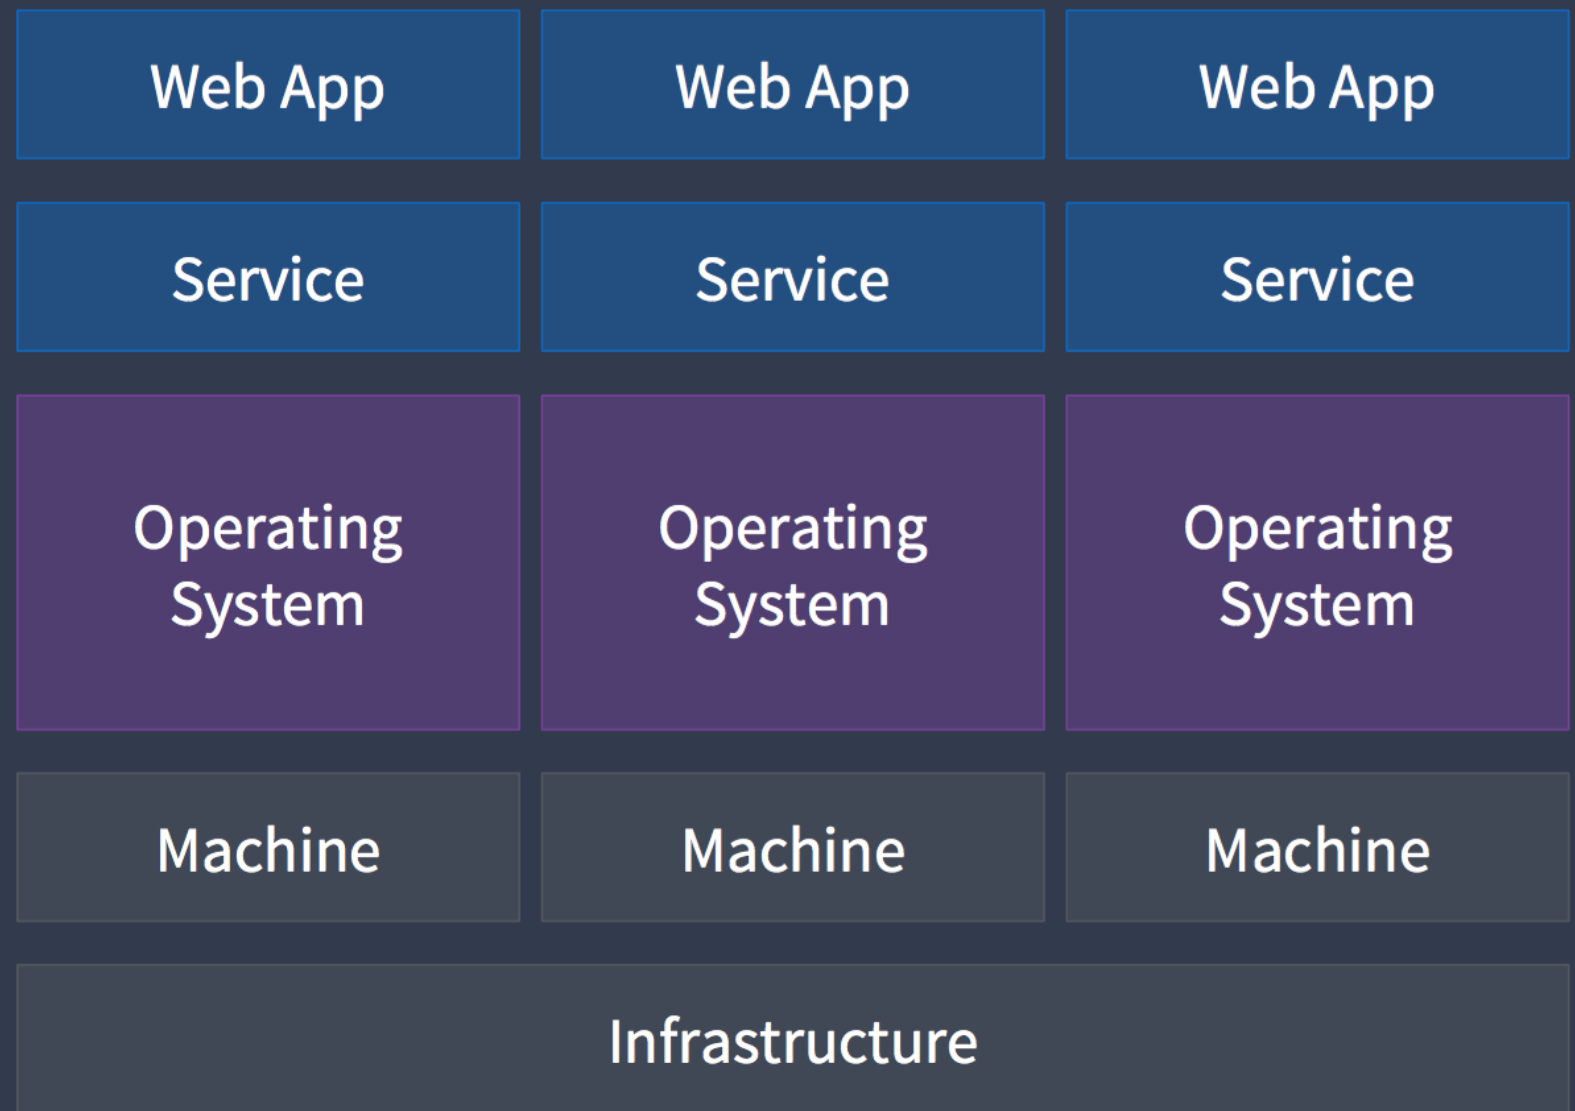 Web App
Web App
Web App
Service
Service
Service
Operating
System
Operating
System
Operating
System
Machine
Machine
Machine
Infrastructure